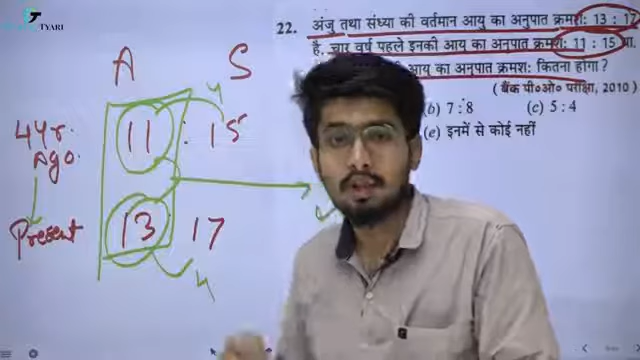 TYARI
22. अंजु तथा संध्या की वर्तमान आयु का अनुपात क्रमश: 13 : 17
है, चार वर्ष पहले इनकी आयु का अनुपात क्रमश: 11 : 15 था।
की आयु का अनुपात क्रमश: कितना होगा?
(बैंक पी०ओ० परीक्षा, 2010)
(b) 7 : 8 (c) 5 : 4
(e) इनमें से कोई नहीं
A S
4
4 Yr. 11 : 15
Ago.
Present 13 17
4